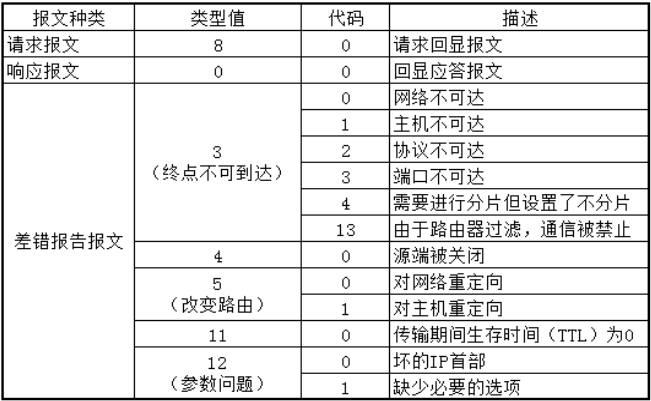 报文种类 类型值 代码 描述
请求报文 8 0 请求回显报文
响应报文 0 0 回显应答报文
差错报告报文 3 (终点不可到达) 0 网络不可达
1 主机不可达
2 协议不可达
3 端口不可达
4 需要进行分片但设置了不分片
13 由于路由器过滤，通信被禁止
4 0 源端被关闭
5 (改变路由) 0 对网络重定向
1 对主机重定向
11 0 传输期间生存时间（TTL）为0
12 (参数问题) 0 坏的IP首部
1 缺少必要的选项